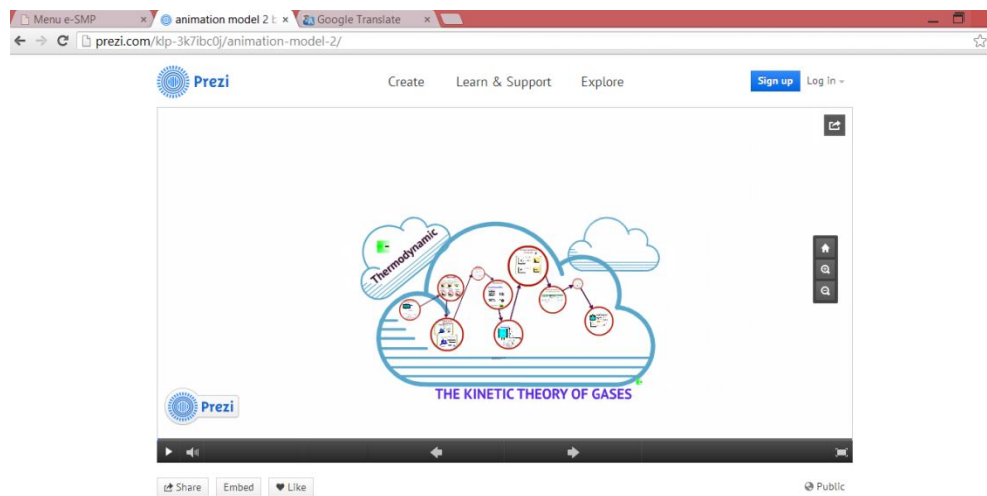 Menu e-SMP
animation model 2 b
Google Translate
prezi.com/klp-3k7ibc0j/animation-model-2/
Prezi
Create
Learn & Support
Explore
Sign up
Log in
Thermodynamic
THE KINETIC THEORY OF GASES
Prezi
Share
Embed
Like
Public